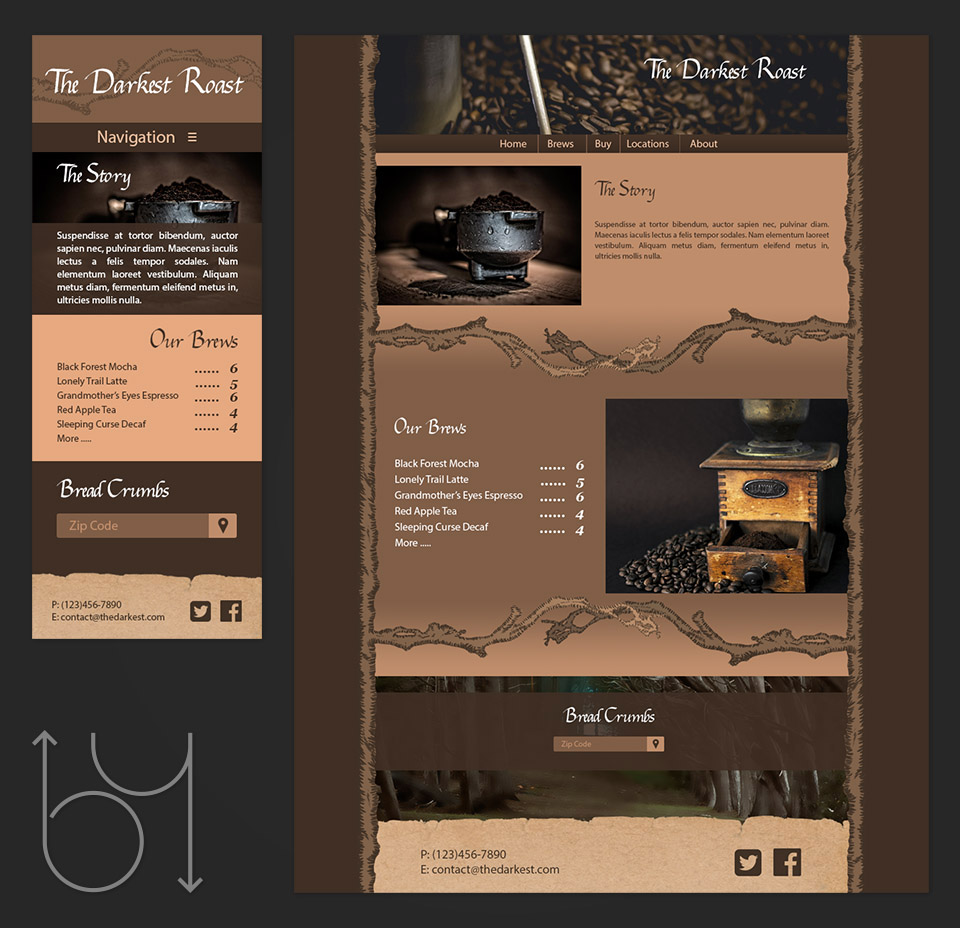 The Darkest Roast
Navigation
The Story
Suspendisse at tortor bibendum, auctor
sapien nec, pulvinar diam. Maecenas iaculis
lectus a felis tempor sodales. Nam
elementum laoreet vestibulum. Aliquam
metus diam, fermentum eleifend metus in,
ultricies mollis nulla.
Our Brews
Black Forest Mocha ...... 6
Lonely Trail Latte ...... 5
Grandmother's Eyes Espresso ...... 6
Red Apple Tea ...... 4
Sleeping Curse Decaf ...... 4
More .....
Bread Crumbs
Zip Code
P: (123)456-7890
E: contact@thedarkest.com
The Darkest Roast
Home Brews Buy Locations About
The Story
Suspendisse at tortor bibendum, auctor sapien nec, pulvinar diam.
Maecenas iaculis lectus a felis tempor sodales. Nam elementum laoreet
vestibulum. Aliquam metus diam, fermentum eleifend metus in,
ultricies mollis nulla.
Our Brews
Black Forest Mocha ...... 6
Lonely Trail Latte ...... 5
Grandmother's Eyes Espresso ...... 6
Red Apple Tea ...... 4
Sleeping Curse Decaf ...... 4
More .....
Bread Crumbs
Zip Code
P: (123)456-7890
E: contact@thedarkest.com